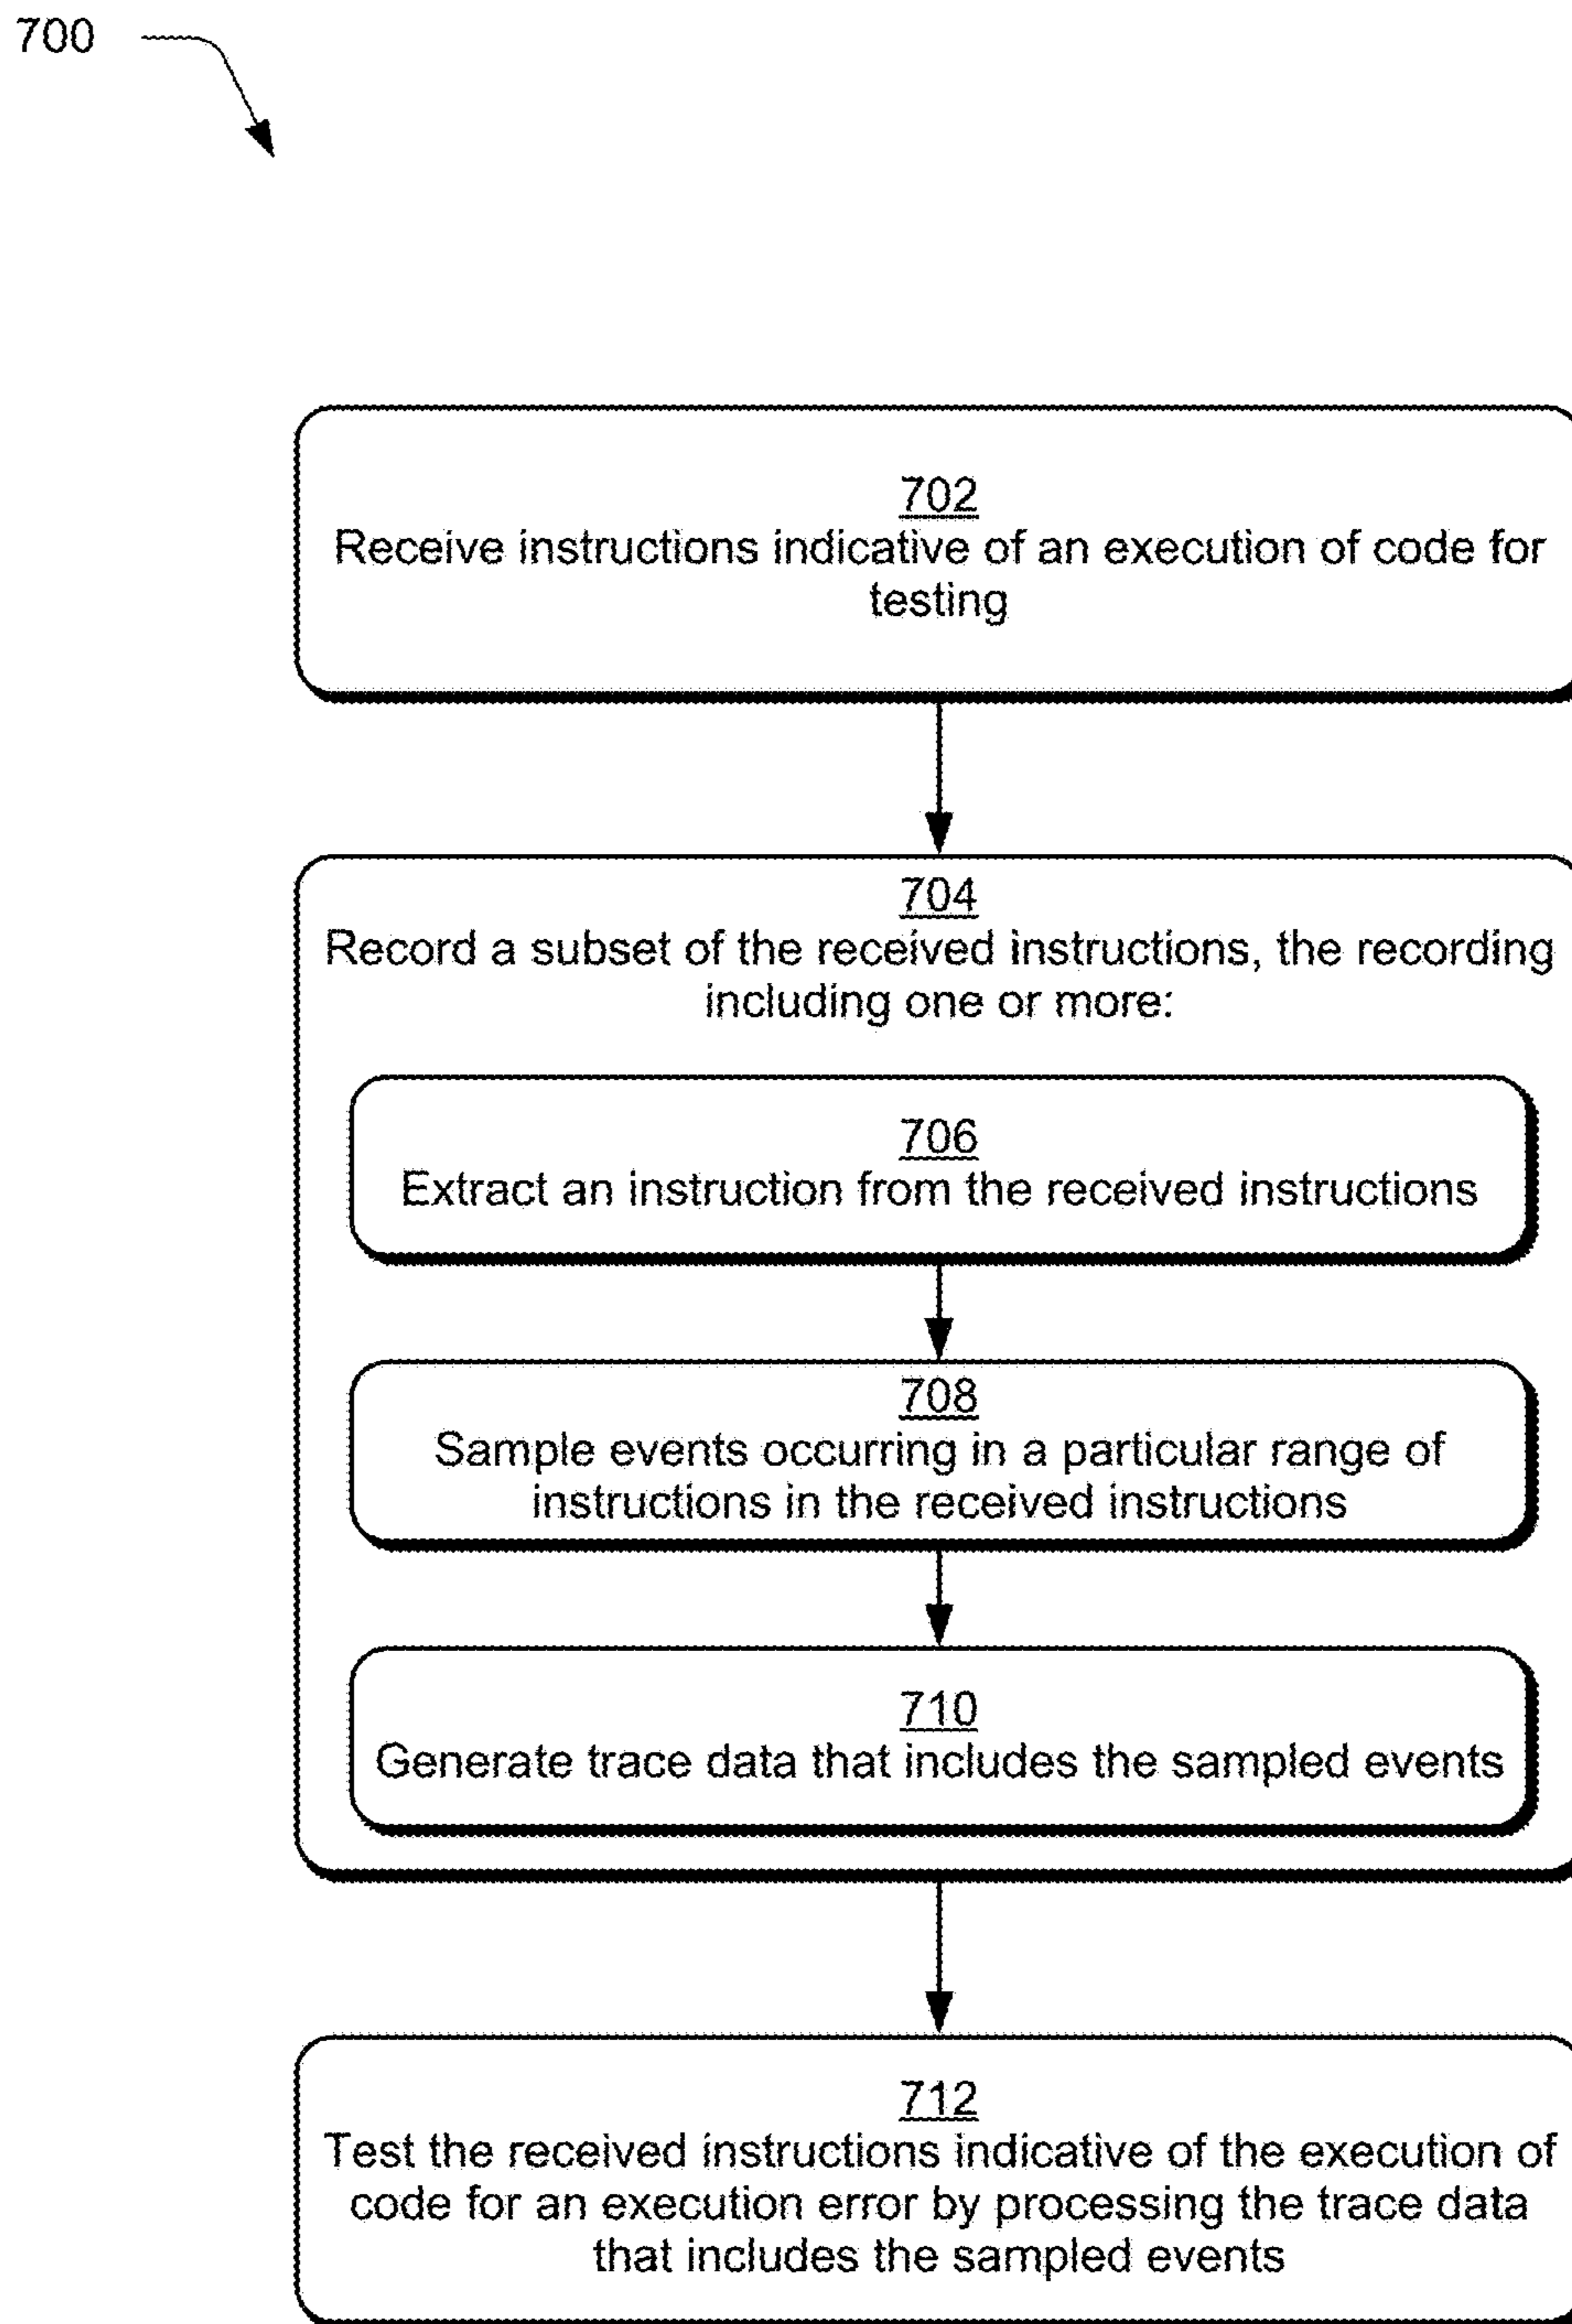 700
702
Receive instructions indicative of an execution of code for
testing
704
Record a subset of the received instructions, the recording
including one or more:
706
Extract an instruction from the received instructions
708
Sample events occurring in a particular range of
instructions in the received instructions
710
Generate trace data that includes the sampled events
712
Test the received instructions indicative of the execution of
code for an execution error by processing the trace data
that includes the sampled events